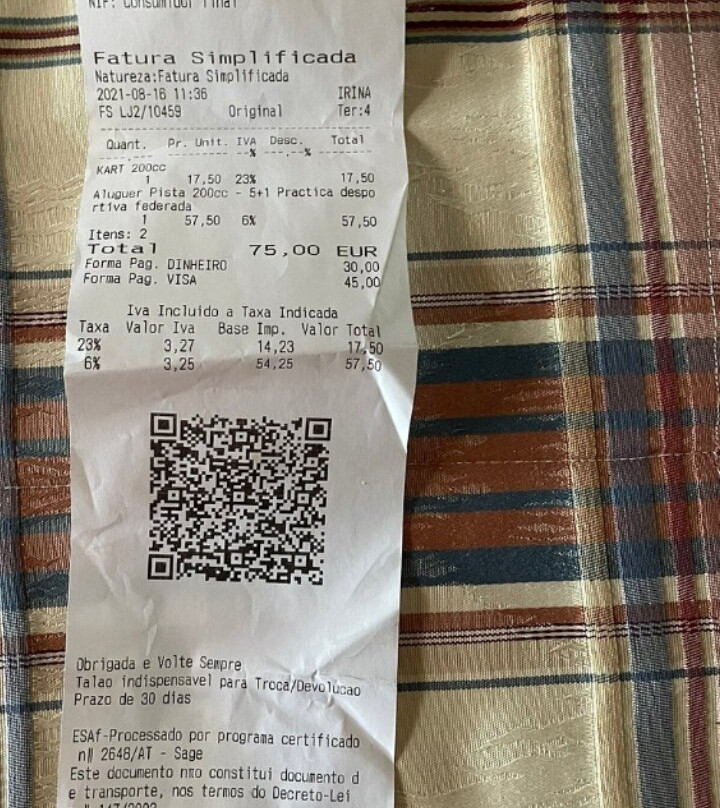 NIF: Consumidor Final
Fatura Simplificada
Natureza:Fatura Simplificada
2021-08-16 11:36 IRINA
FS LJ2/10459 Original Ter:4
Quant. Pr. Unit. IVA Desc. Total
--,--- --% --,--%
KART 200cc
1 17,50 23% 17,50
Aluguer Pista 200cc - 5+1 Practica despo
rtiva federada
1 57,50 6% 57,50
Itens: 2
Total 75,00 EUR
Forma Pag. DINHEIRO 30,00
Forma Pag. VISA 45,00
Iva Incluido a Taxa Indicada
Taxa Valor Iva Base Imp. Valor Total
23% 3,27 14,23 17,50
6% 3,25 54,25 57,50
Obrigada e Volte Sempre
Talao indispensavel para Troca/Devolucao
Prazo de 30 dias
ESAf-Processado por programa certificado
nº 2648/AT - Sage
Este documento nmo constitui documento d
e transporte, nos termos do Decreto-Lei
147/2003